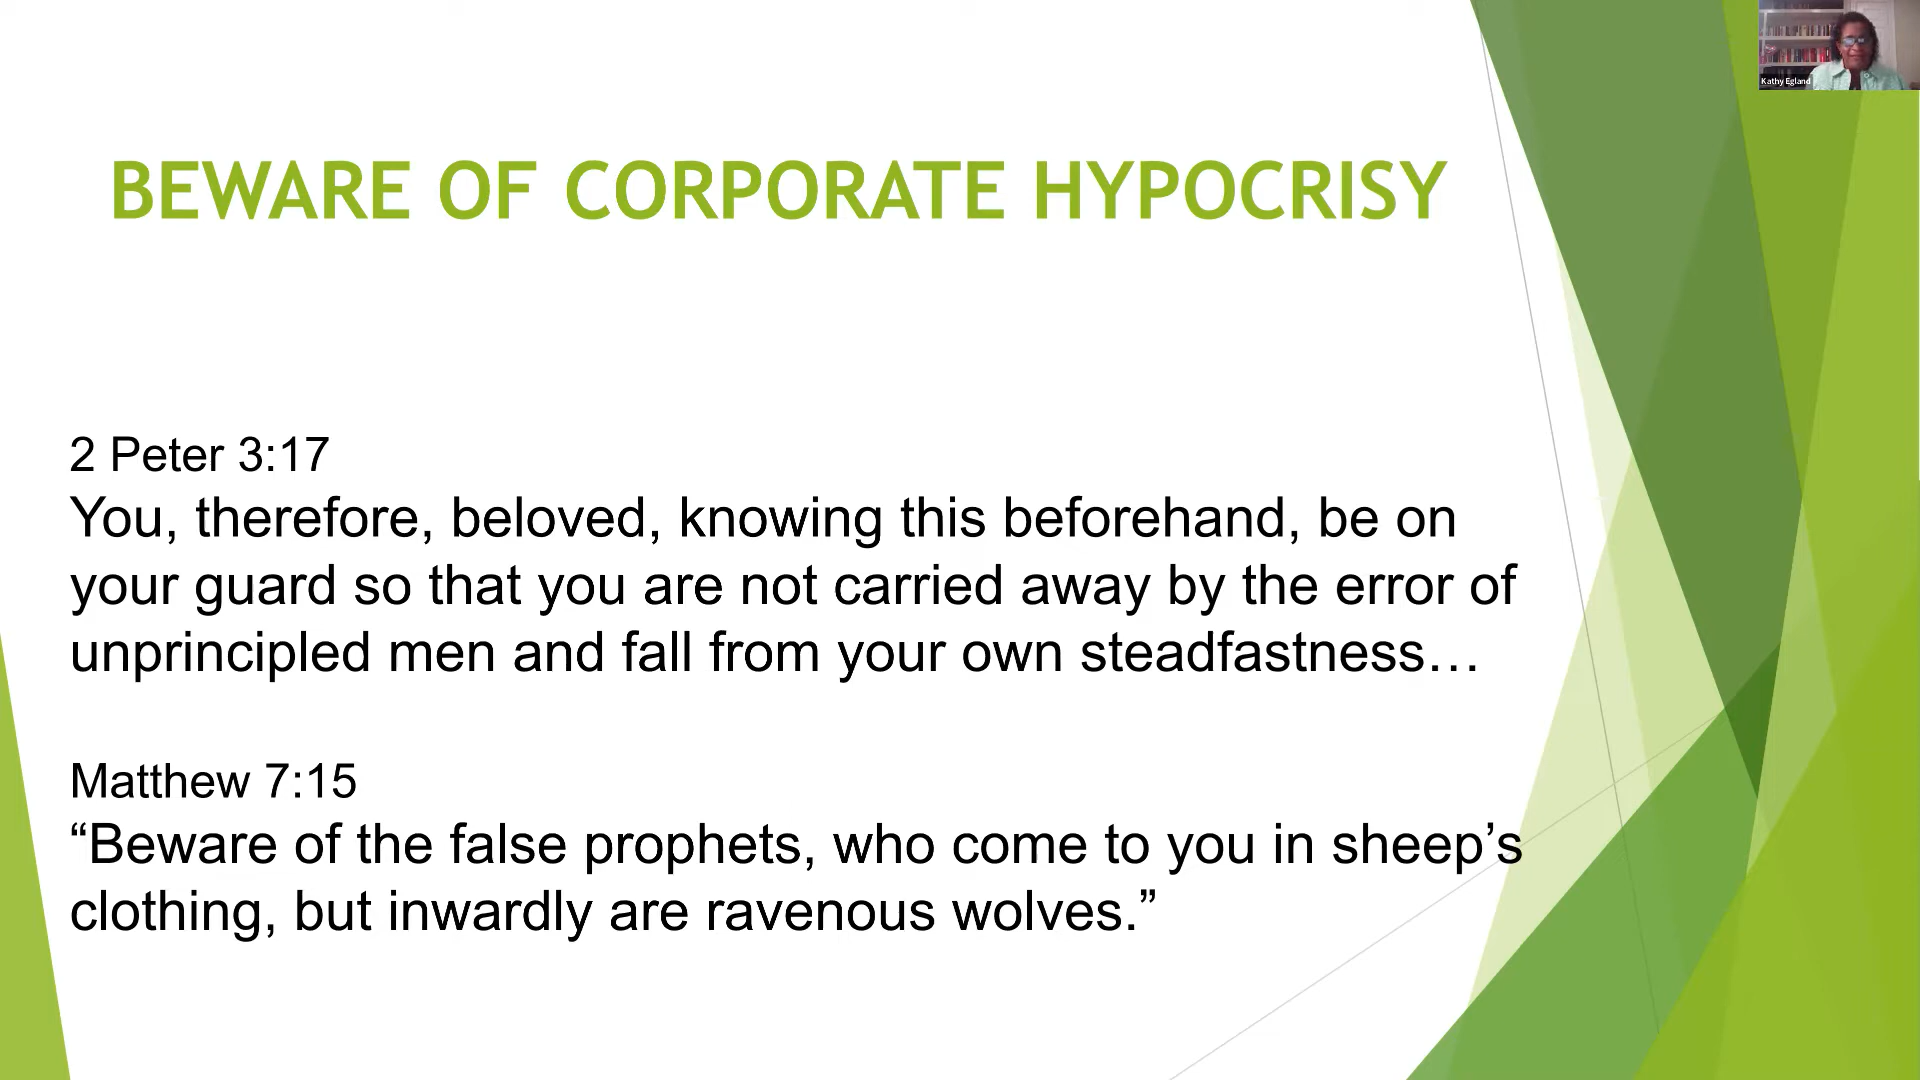 Kathy Egland
BEWARE OF CORPORATE HYPOCRISY
2 Peter 3:17
You, therefore, beloved, knowing this beforehand, be on
your guard so that you are not carried away by the error of
unprincipled men and fall from your own steadfastness…
Matthew 7:15
“Beware of the false prophets, who come to you in sheep’s
clothing, but inwardly are ravenous wolves.”